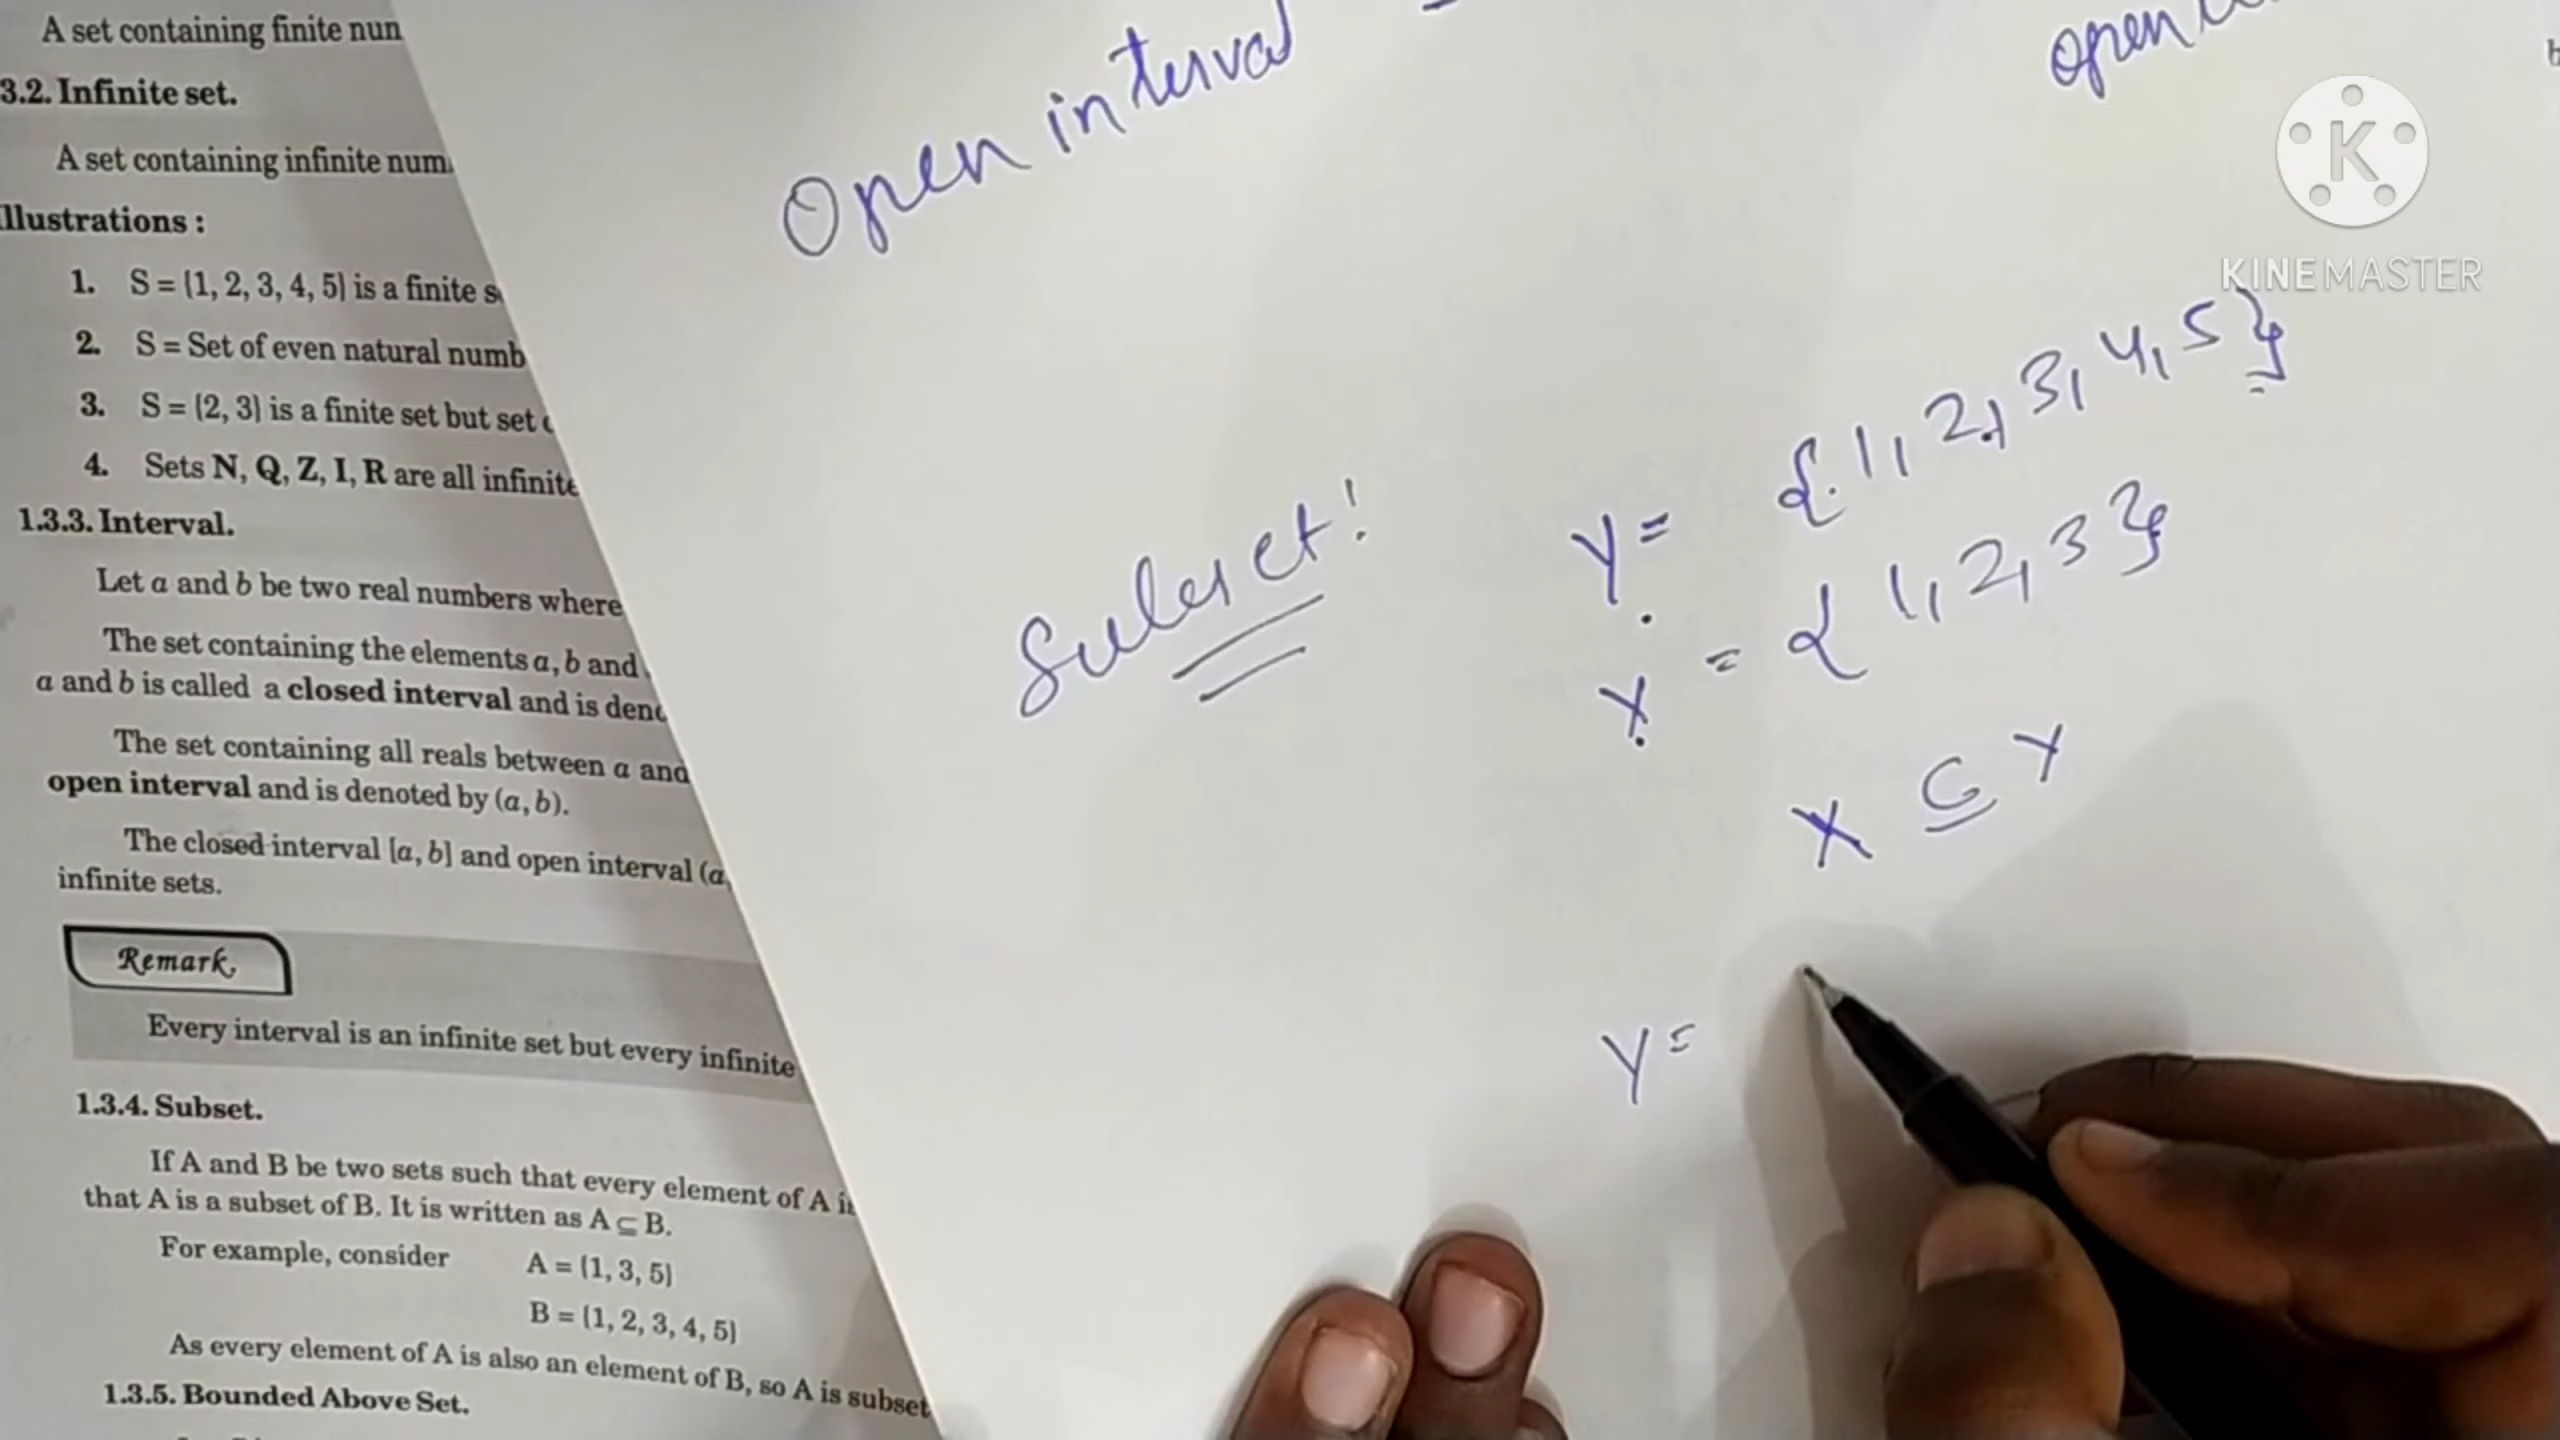 A set containing finite
3.2. Infinite set.
A set containing infinite
Illustrations :
1. S = {1, 2, 3, 4, 5} is a finite
2. S = Set of even natural
3. S = {2, 3} is a finite set but set
4. Sets N, Q, Z, I, R are all infinite
1.3.3. Interval.
Let a and b be two real numbers where
The set containing the elements a, b and
a and b is called a closed interval and is
The set containing all reals between a and
open interval and is denoted by (a, b).
The closed interval [a, b] and open interval (a,
infinite sets.
Remark.
Every interval is an infinite set but every infinite
1.3.4. Subset.
If A and B be two sets such that every element of A
that A is a subset of B. It is written as A ⊆ B.
For example, consider A = {1, 3, 5}
B = {1, 2, 3, 4, 5}
As every element of A is also an element of B, so A is subset
1.3.5. Bounded Above Set.
Open interval
open
KINEMASTER
Subset!
Y = {1, 2, 3, 4, 5}
X = {1, 2, 3}
X ⊆ Y
Y =